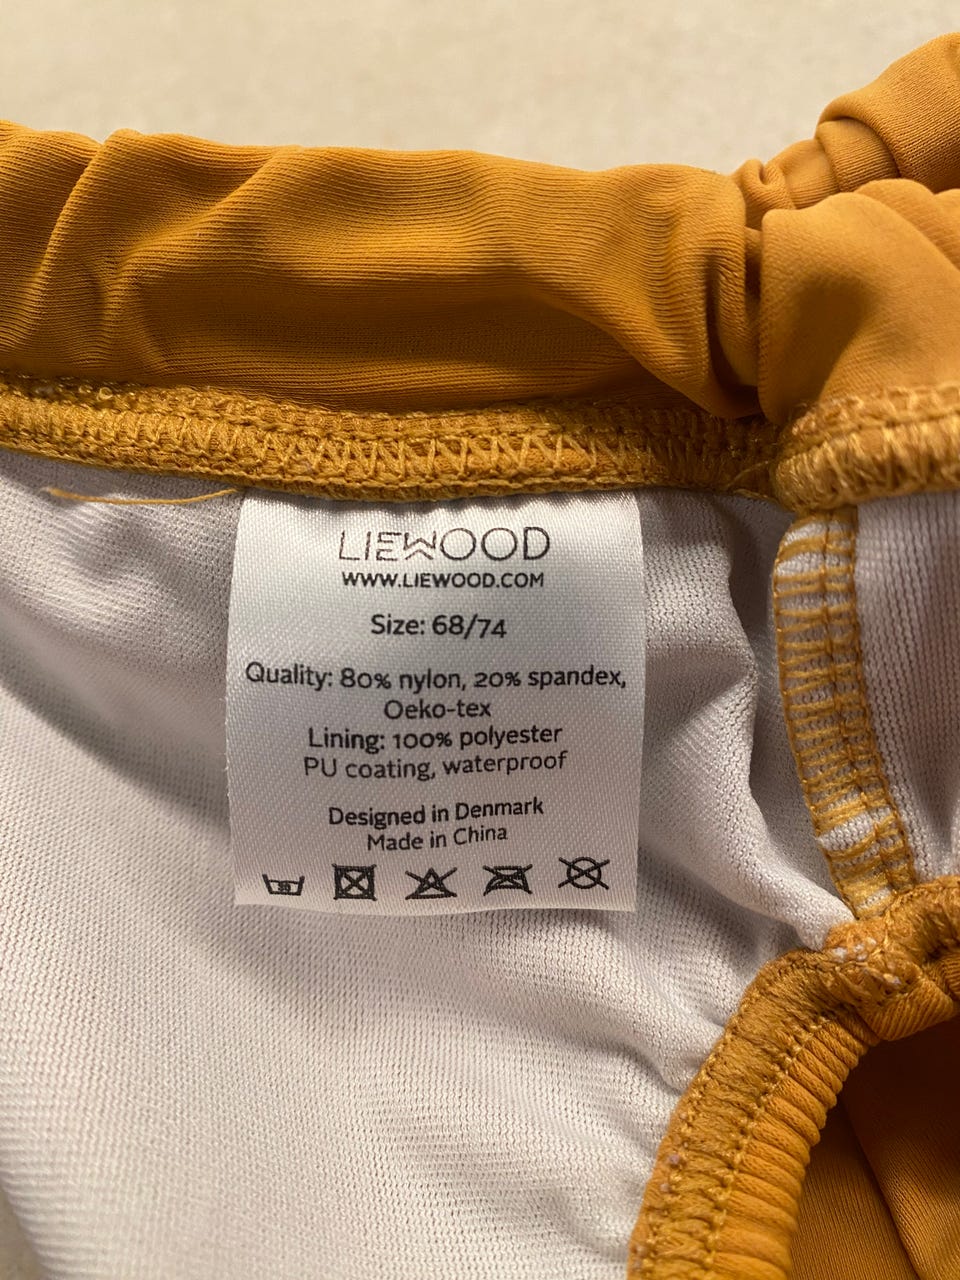 LIEWOOD
WWW.LIEWOOD.COM
Size: 68/74
Quality: 80% nylon, 20% spandex,
Oeko-tex
Lining: 100% polyester
PU coating, waterproof
Designed in Denmark
Made in China
30